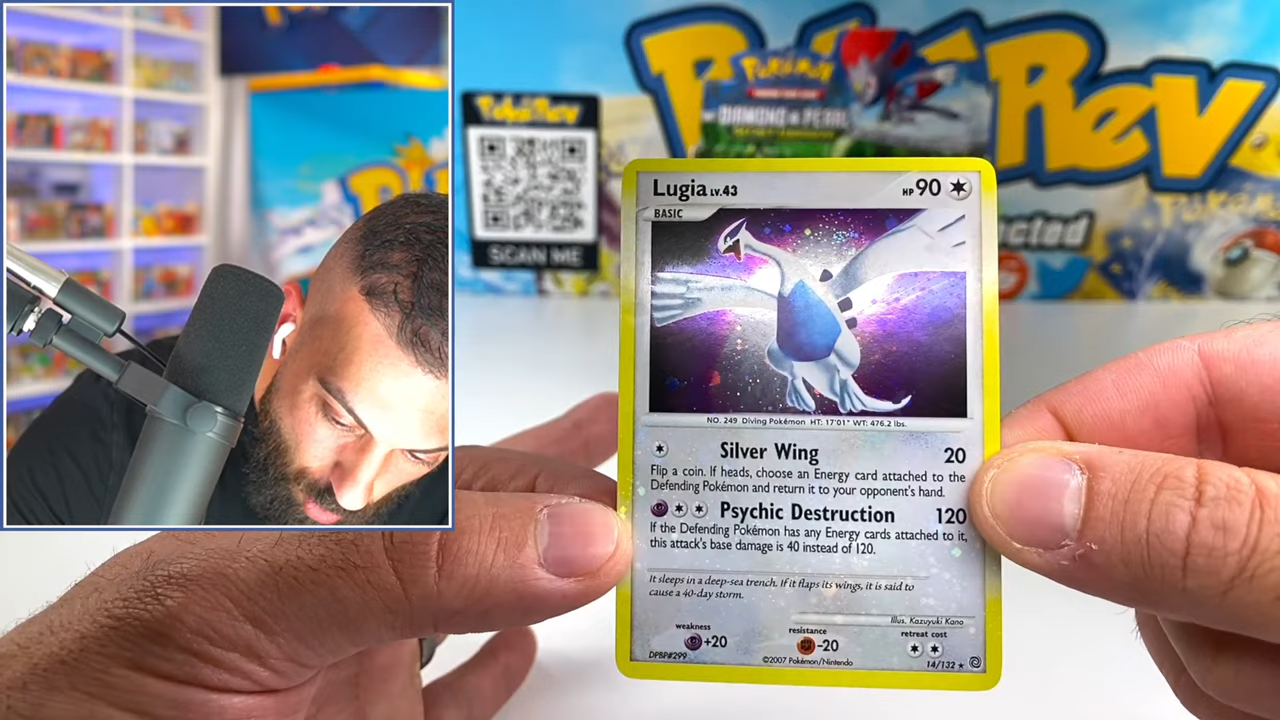 PokéRev
SCAN ME
Pokémon
DIAMOND & PEARL
PokéRev
Lugia LV.43
HP 90
BASIC
NO. 249 Diving Pokémon HT: 17'01" WT: 476.2 lbs.
Silver Wing 20
Flip a coin. If heads, choose an Energy card attached to the
Defending Pokémon and return it to your opponent's hand.
Psychic Destruction 120
If the Defending Pokémon has any Energy cards attached to it,
this attack's base damage is 40 instead of 120.
It sleeps in a deep-sea trench. If it flaps its wings, it is said to
cause a 40-day storm.
Illus. Kazuyuki Kano
weakness
+20
resistance
-20
retreat cost
DPBP#299
©2007 Pokémon/Nintendo
14/132